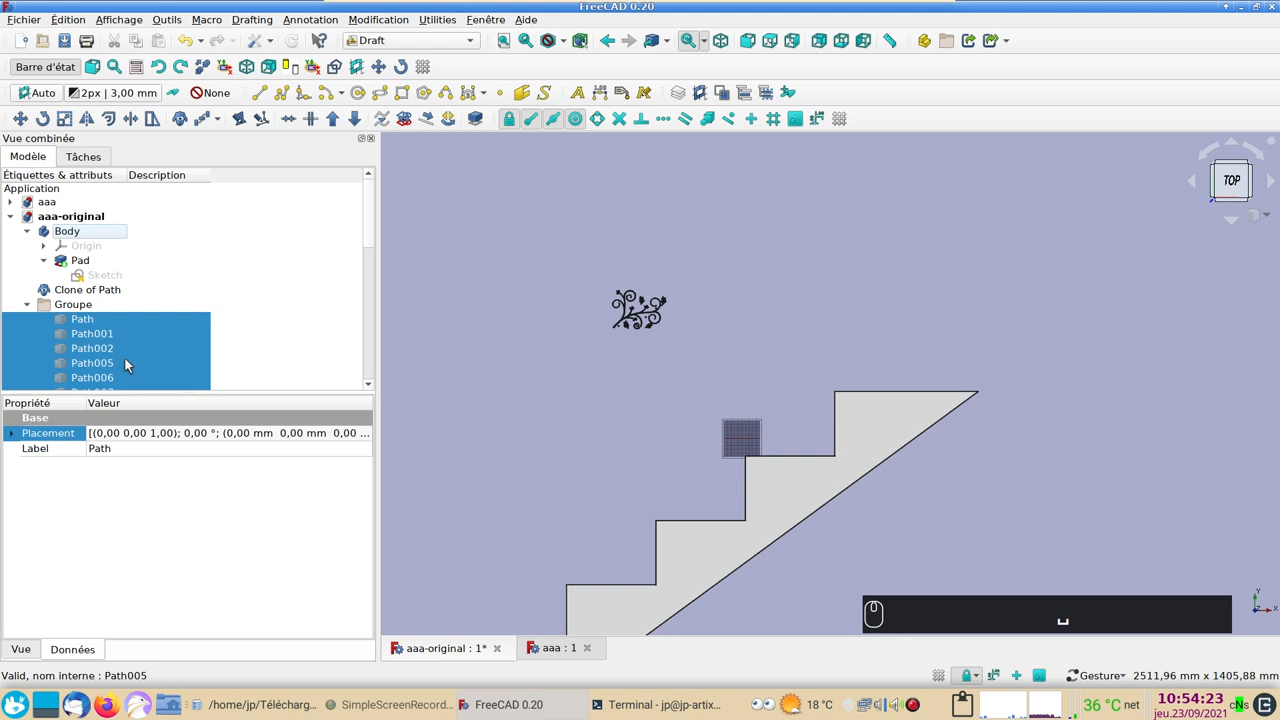 FreeCAD 0.20
Fichier Édition Affichage Outils Macro Drafting Annotation Modification Utilities Fenêtre Aide
Draft
Barre d'état
Auto 2px | 3,00 mm None
Vue combinée
Modèle Tâches
Étiquettes & attributs Description
Application
aaa
aaa-original
Body
Origin
Pad
Sketch
Clone of Path
Groupe
Path
Path001
Path002
Path005
Path006
TOP
Propriété Valeur
Base
Placement [(0,00 0,00 1,00); 0,00 °; (0,00 mm 0,00 mm 0,00 ...
Label Path
Y
X
Vue Données
aaa-original : 1* aaa : 1
Valid, nom interne : Path005 Gesture 2511,96 mm x 1405,88 mm
/home/jp/Télécharg... SimpleScreenRecord... FreeCAD 0.20 Terminal - jp@jp-artix... 18 °C 36 °C net 10:54:23
jeu.23/09/2021